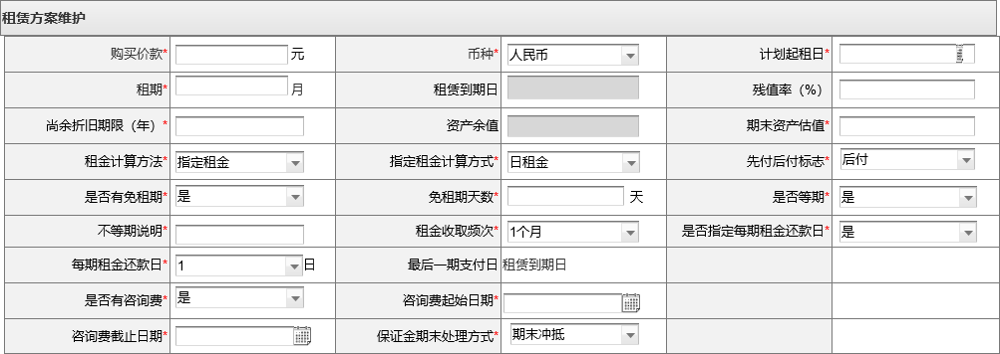 租赁方案维护
购买价款* 元 币种* 人民币 计划起租日*
租期* 月 租赁到期日 残值率（%）
尚余折旧期限（年）* 资产余值 期末资产估值*
租金计算方法* 指定租金 指定租金计算方式* 日租金 先付后付标志* 后付
是否有免租期* 是 免租期天数* 天 是否等期* 是
不等期说明* 租金收取频次* 1个月 是否指定每期租金还款日* 是
每期租金还款日* 1 日 最后一期支付日 租赁到期日
是否有咨询费* 是 咨询费起始日期*
咨询费截止日期* 保证金期末处理方式* 期末冲抵